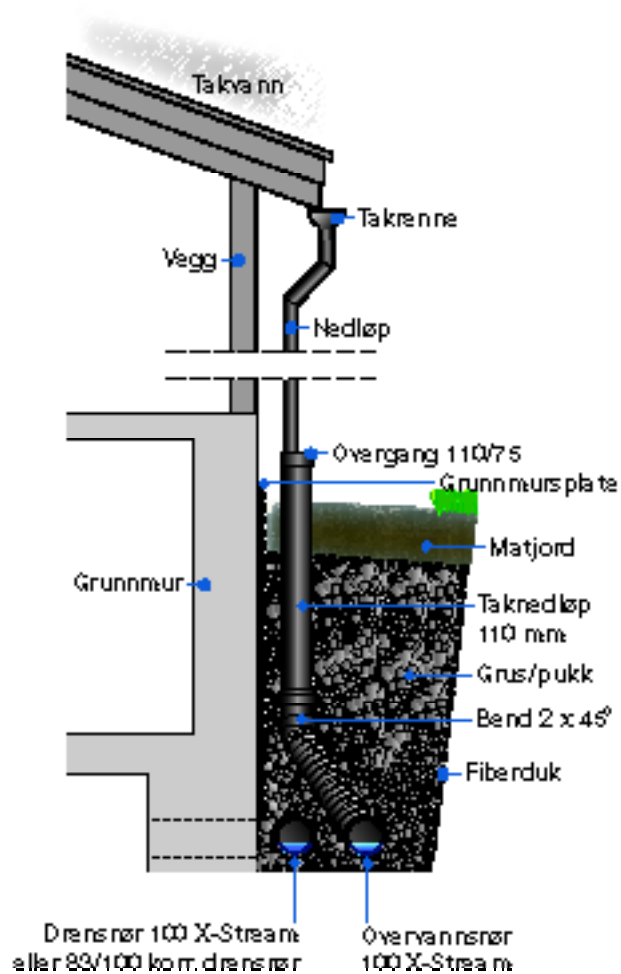 Takvann
Takrenne
Vegg
Nedløp
Overgang 110/75
Grunnmursplate
Matjord
Grunnmur
Taknedløp
110 mm
Grus/pukk
Bend 2 x 45°
Fiberduk
Drensrør 100 X-Stream
eller 83/100 korr. drensrør
Overvannsrør
100 X-Stream